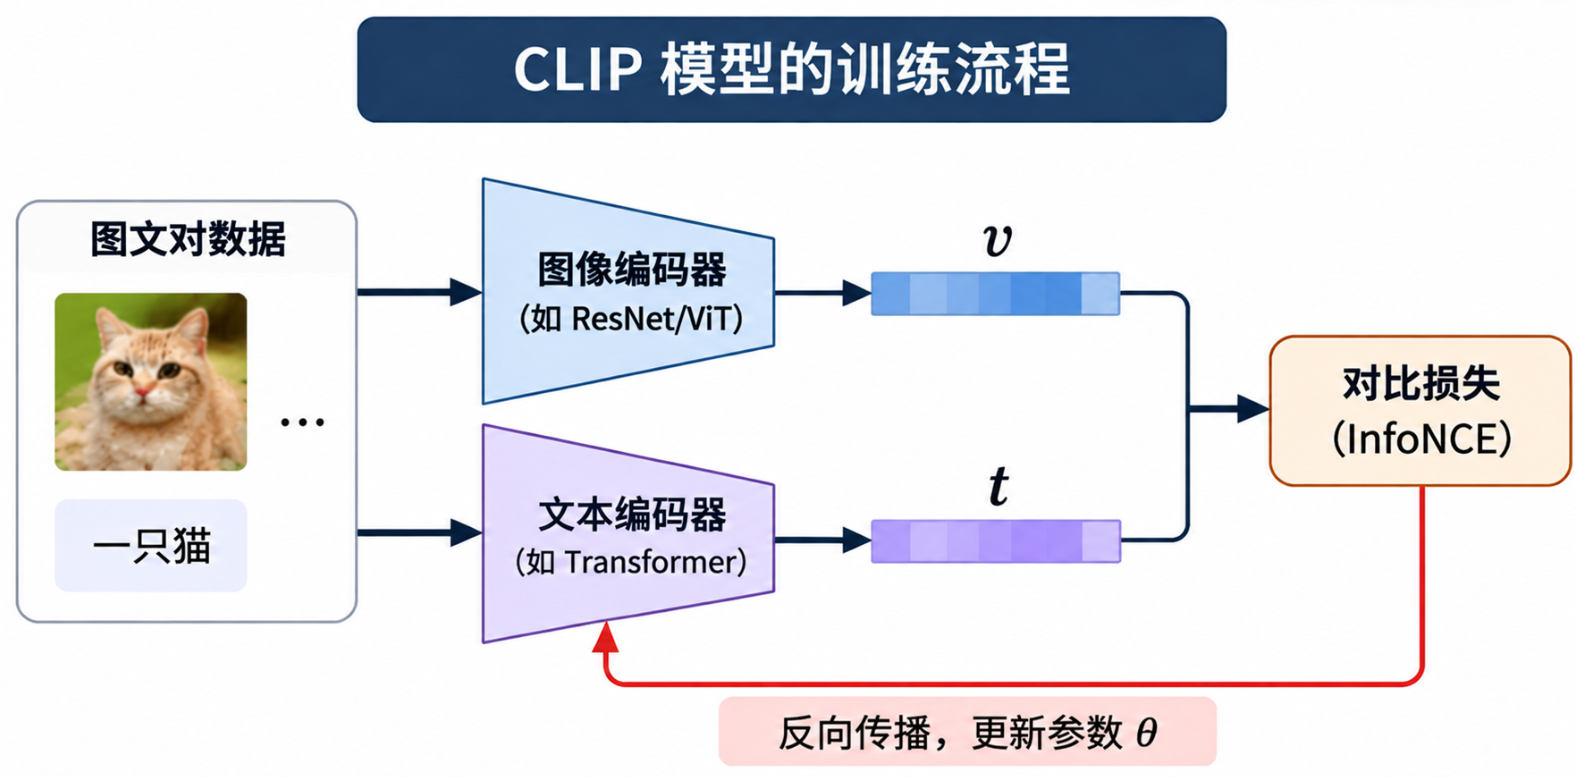 CLIP 模型的训练流程
图文对数据
...
一只猫
图像编码器
（如 ResNet/ViT）
文本编码器
（如 Transformer）
v
t
对比损失
（InfoNCE）
反向传播，更新参数 θ